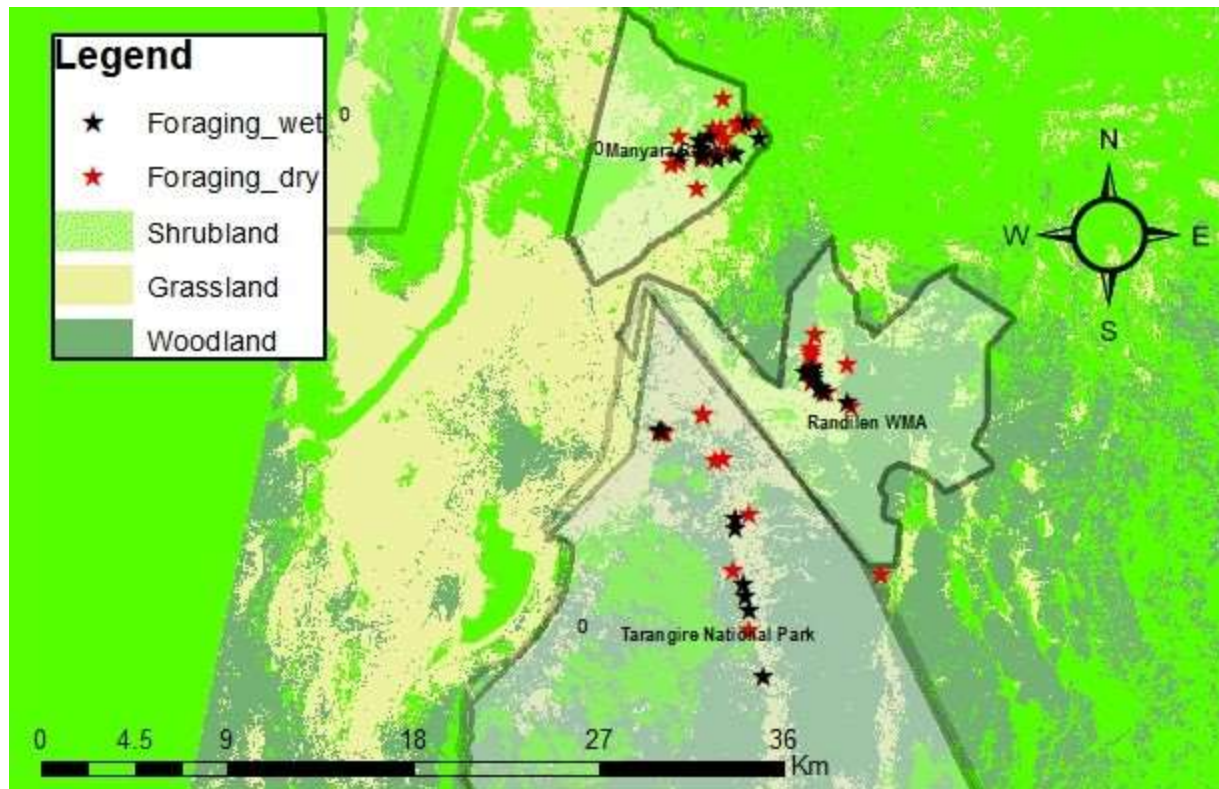 Legend
Foraging_wet
Foraging_dry
Shrubland
Grassland
Woodland
0
0Manyara
N
W E
S
Randilen WMA
0
Tarangire National Park
0 4.5 9 18 27 36
Km